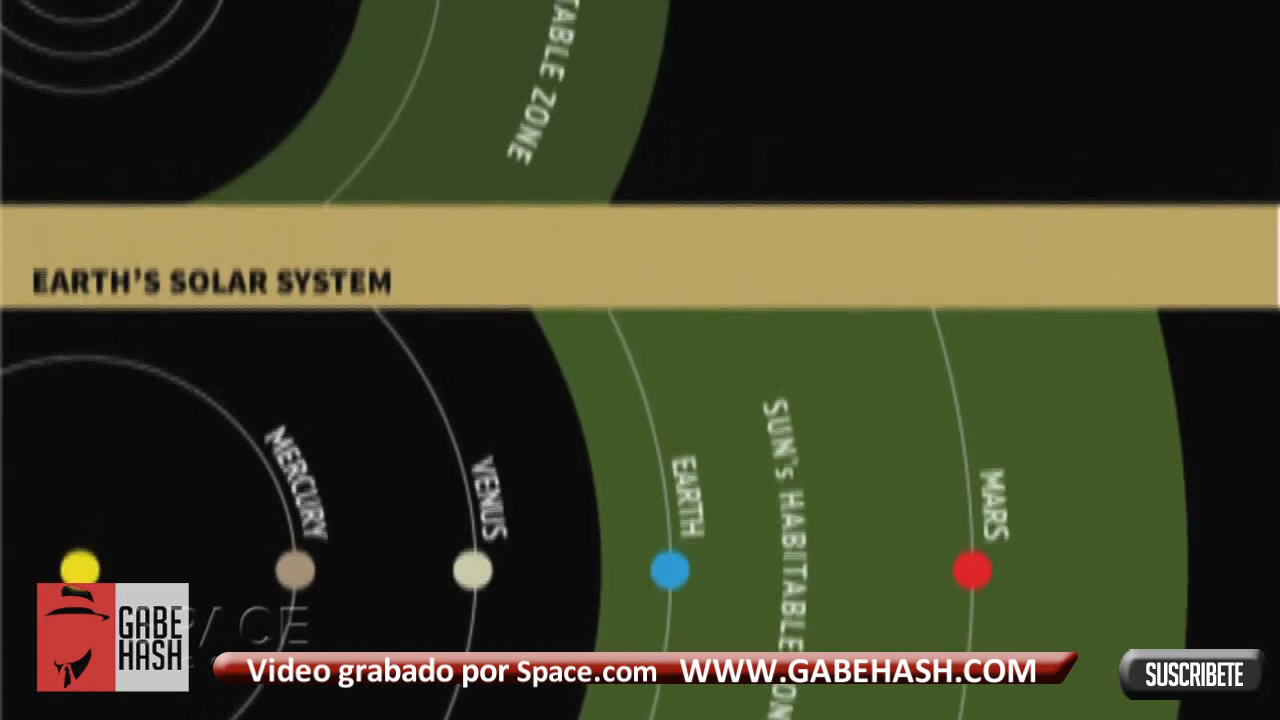 TABLE ZONE
EARTH'S SOLAR SYSTEM
MERCURY
VENUS
EARTH
SUN's HABITABLE
MARS
GABE
HASH
Video grabado por Space.com WWW.GABEHASH.COM
SUSCRIBETE